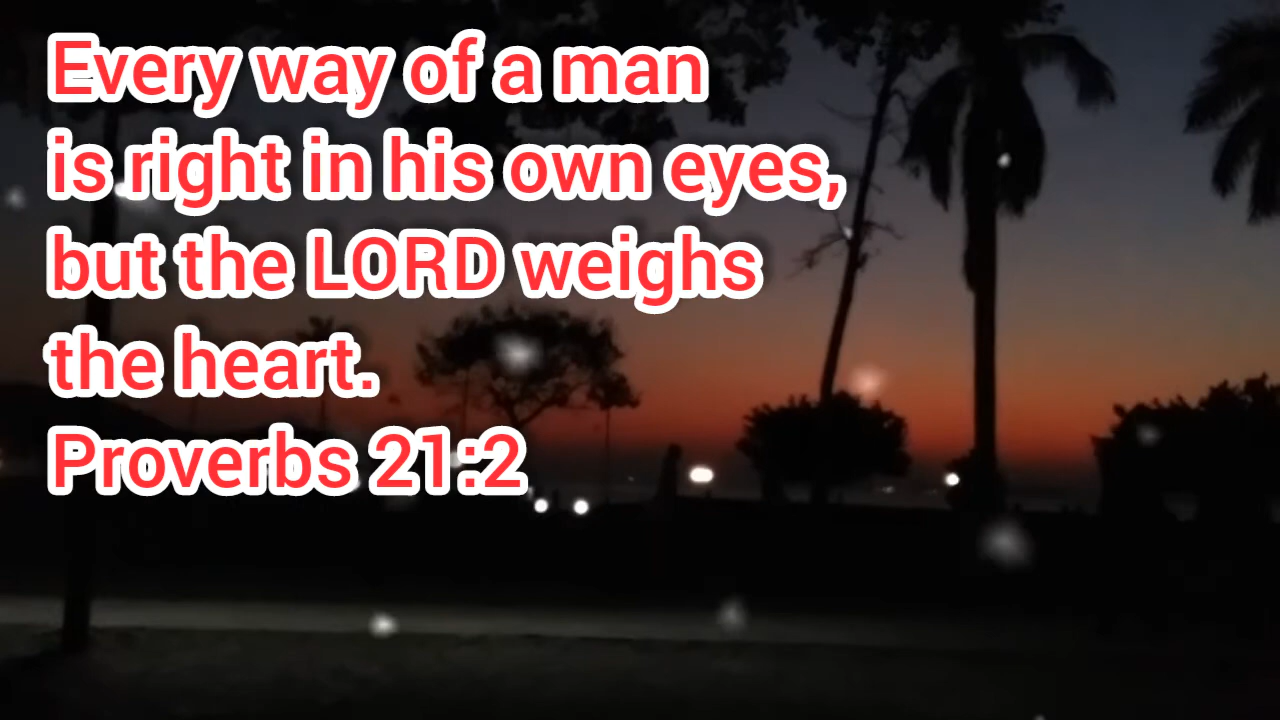 Every way of a man
is right in his own eyes,
but the LORD weighs
the heart.
Proverbs 21:2